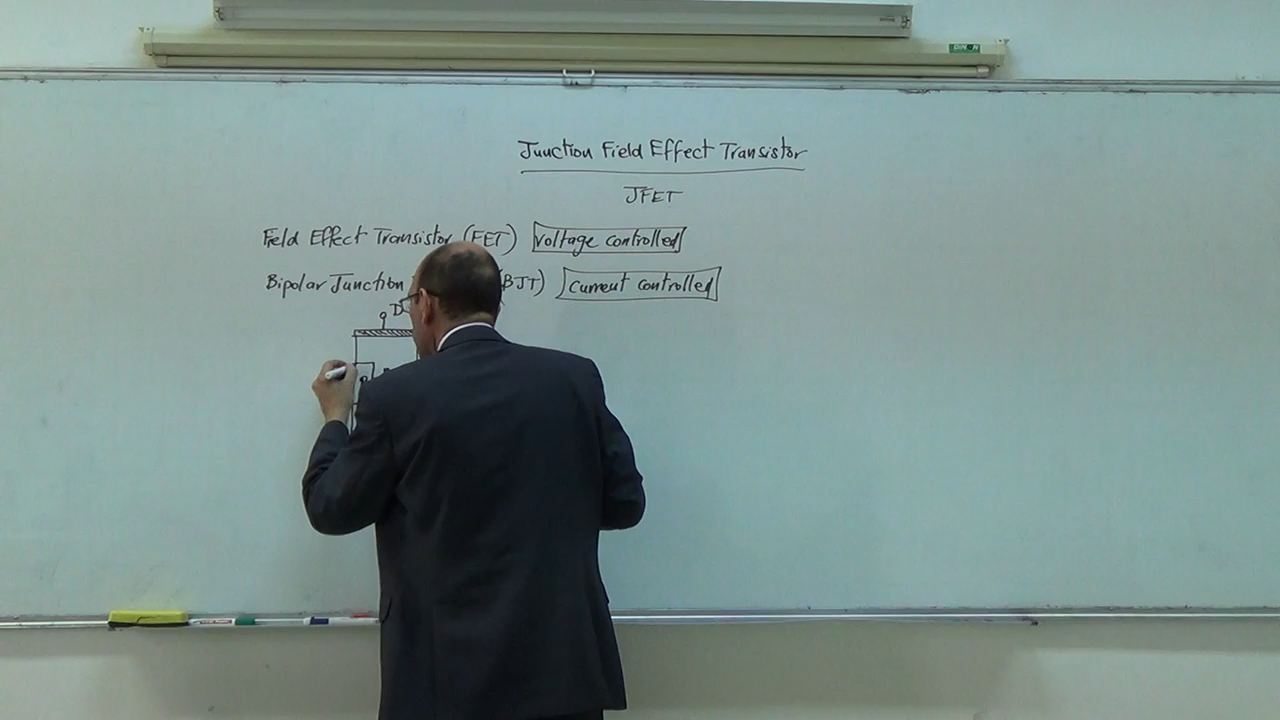 Junction Field Effect Transistor
JFET
Field Effect Transistor (FET) voltage controlled
Bipolar Junction (BJT) current controlled
D
P